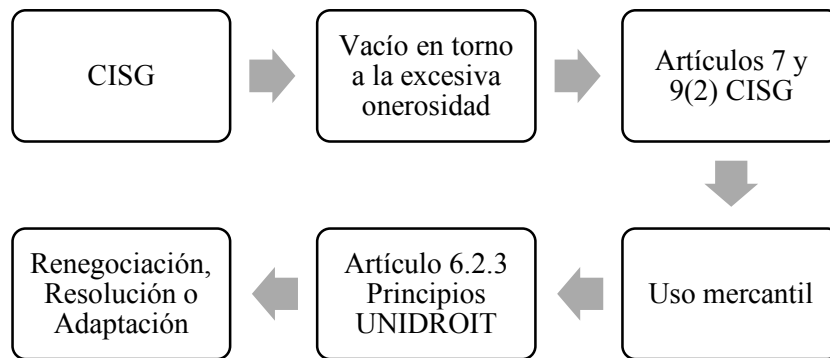 CISG
Vacío en torno
a la excesiva
onerosidad
Artículos 7 y
9(2) CISG
Uso mercantil
Artículo 6.2.3
Principios
UNIDROIT
Renegociación,
Resolución o
Adaptación